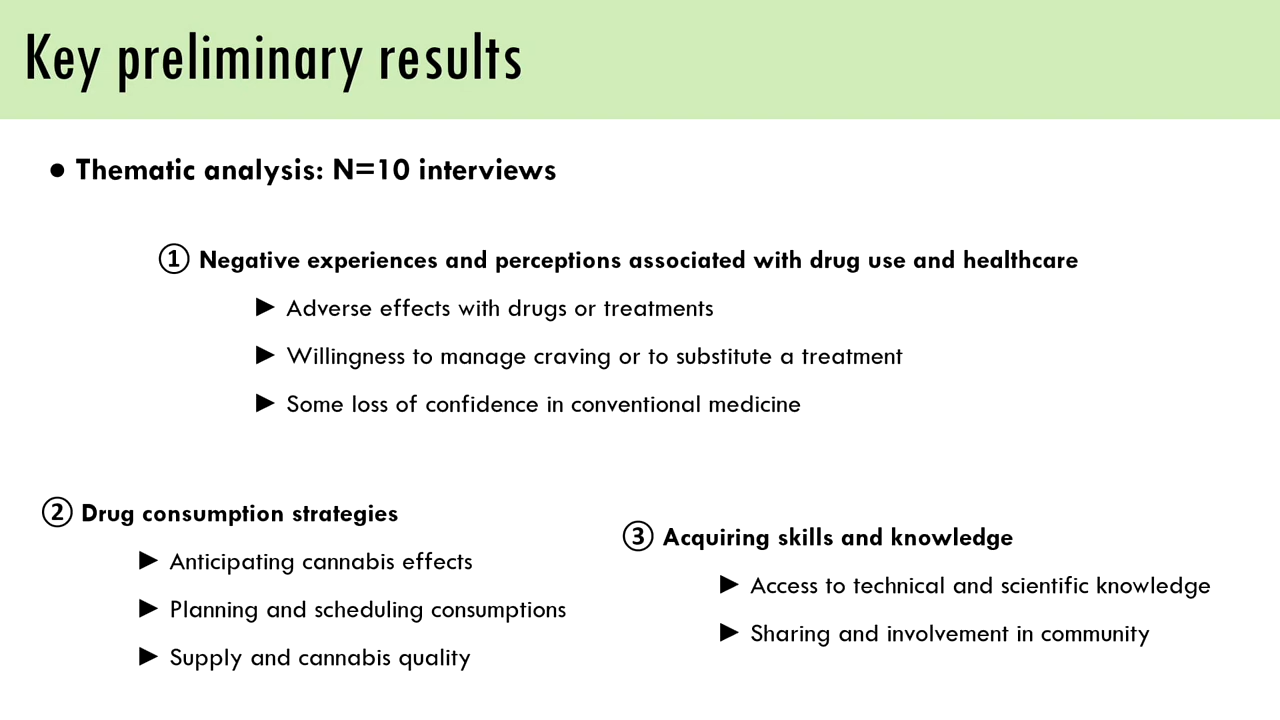 Key preliminary results
● Thematic analysis: N=10 interviews
① Negative experiences and perceptions associated with drug use and healthcare
► Adverse effects with drugs or treatments
► Willingness to manage craving or to substitute a treatment
► Some loss of confidence in conventional medicine
② Drug consumption strategies
► Anticipating cannabis effects
► Planning and scheduling consumptions
► Supply and cannabis quality
③ Acquiring skills and knowledge
► Access to technical and scientific knowledge
► Sharing and involvement in community